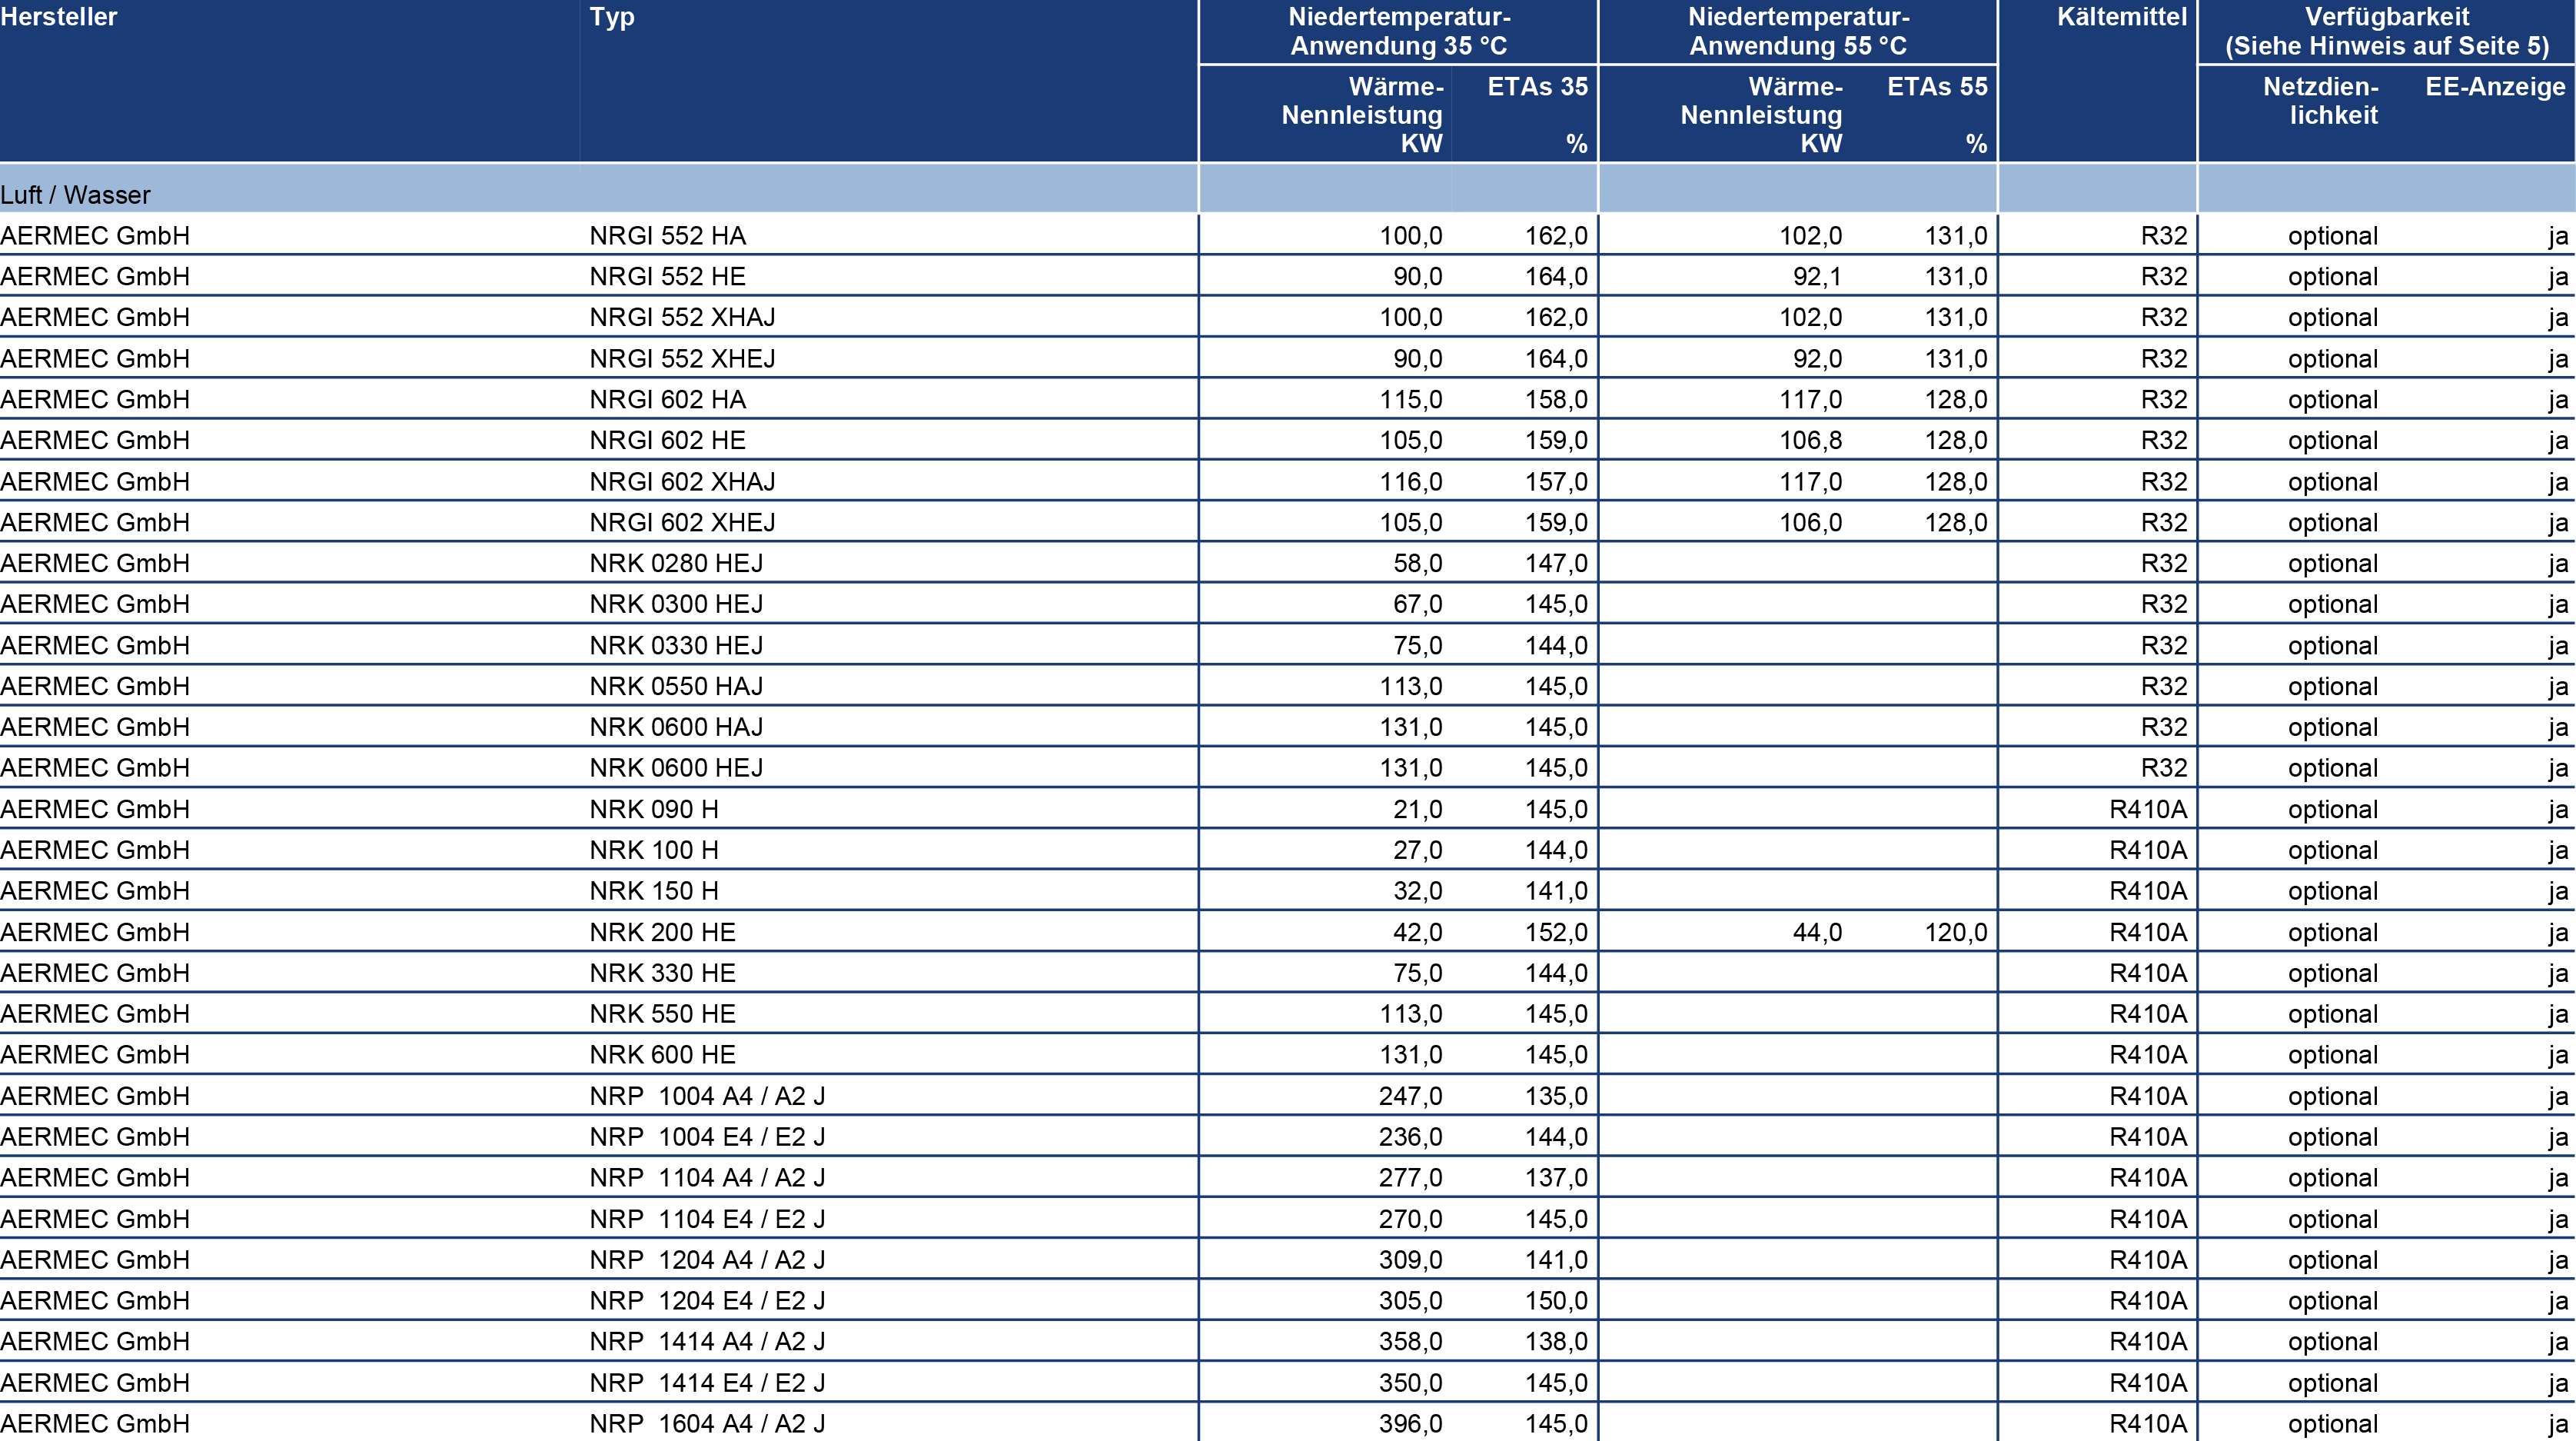 Hersteller Typ Niedertemperatur- Niedertemperatur- Kältemittel Verfügbarkeit
Anwendung 35 °C Anwendung 55 °C (Siehe Hinweis auf Seite 5)
Wärme- ETAs 35 Wärme- ETAs 55 Netzdien- EE-Anzeige
Nennleistung Nennleistung lichkeit
KW % KW %
Luft / Wasser
AERMEC GmbH NRGI 552 HA 100,0 162,0 102,0 131,0 R32 optional ja
AERMEC GmbH NRGI 552 HE 90,0 164,0 92,1 131,0 R32 optional ja
AERMEC GmbH NRGI 552 XHAJ 100,0 162,0 102,0 131,0 R32 optional ja
AERMEC GmbH NRGI 552 XHEJ 90,0 164,0 92,0 131,0 R32 optional ja
AERMEC GmbH NRGI 602 HA 115,0 158,0 117,0 128,0 R32 optional ja
AERMEC GmbH NRGI 602 HE 105,0 159,0 106,8 128,0 R32 optional ja
AERMEC GmbH NRGI 602 XHAJ 116,0 157,0 117,0 128,0 R32 optional ja
AERMEC GmbH NRGI 602 XHEJ 105,0 159,0 106,0 128,0 R32 optional ja
AERMEC GmbH NRK 0280 HEJ 58,0 147,0 R32 optional ja
AERMEC GmbH NRK 0300 HEJ 67,0 145,0 R32 optional ja
AERMEC GmbH NRK 0330 HEJ 75,0 144,0 R32 optional ja
AERMEC GmbH NRK 0550 HAJ 113,0 145,0 R32 optional ja
AERMEC GmbH NRK 0600 HAJ 131,0 145,0 R32 optional ja
AERMEC GmbH NRK 0600 HEJ 131,0 145,0 R32 optional ja
AERMEC GmbH NRK 090 H 21,0 145,0 R410A optional ja
AERMEC GmbH NRK 100 H 27,0 144,0 R410A optional ja
AERMEC GmbH NRK 150 H 32,0 141,0 R410A optional ja
AERMEC GmbH NRK 200 HE 42,0 152,0 44,0 120,0 R410A optional ja
AERMEC GmbH NRK 330 HE 75,0 144,0 R410A optional ja
AERMEC GmbH NRK 550 HE 113,0 145,0 R410A optional ja
AERMEC GmbH NRK 600 HE 131,0 145,0 R410A optional ja
AERMEC GmbH NRP 1004 A4 / A2 J 247,0 135,0 R410A optional ja
AERMEC GmbH NRP 1004 E4 / E2 J 236,0 144,0 R410A optional ja
AERMEC GmbH NRP 1104 A4 / A2 J 277,0 137,0 R410A optional ja
AERMEC GmbH NRP 1104 E4 / E2 J 270,0 145,0 R410A optional ja
AERMEC GmbH NRP 1204 A4 / A2 J 309,0 141,0 R410A optional ja
AERMEC GmbH NRP 1204 E4 / E2 J 305,0 150,0 R410A optional ja
AERMEC GmbH NRP 1414 A4 / A2 J 358,0 138,0 R410A optional ja
AERMEC GmbH NRP 1414 E4 / E2 J 350,0 145,0 R410A optional ja
AERMEC GmbH NRP 1604 A4 / A2 J 396,0 145,0 R410A optional ja